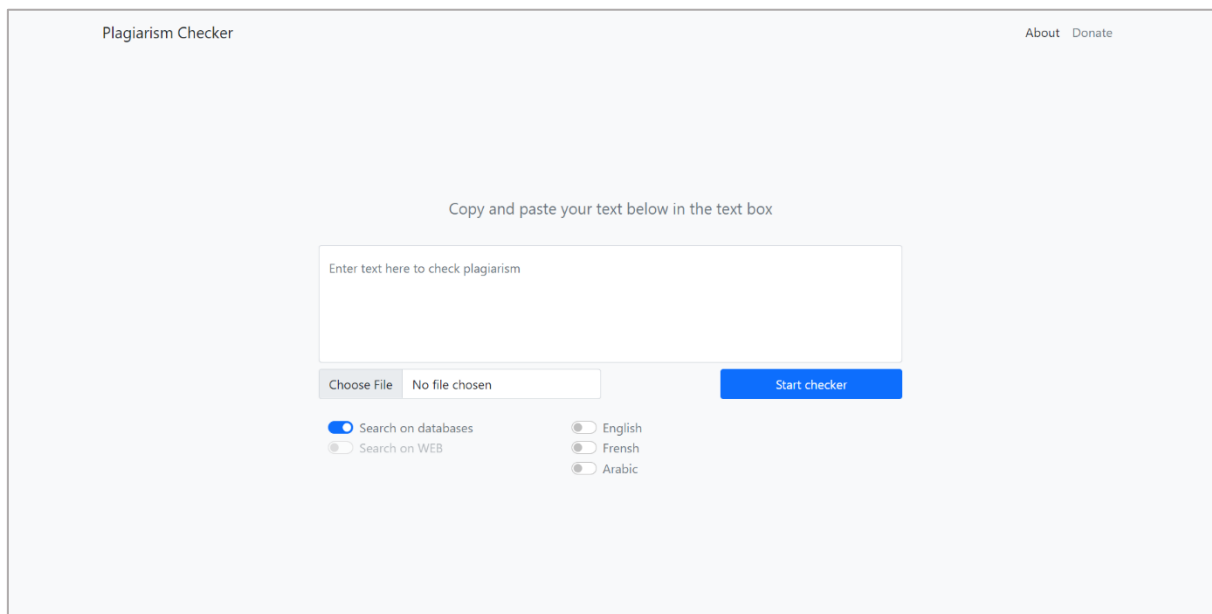 Plagiarism Checker
About Donate
Copy and paste your text below in the text box
Enter text here to check plagiarism
Choose File No file chosen
Start checker
Search on databases
Search on WEB
English
Frensh
Arabic